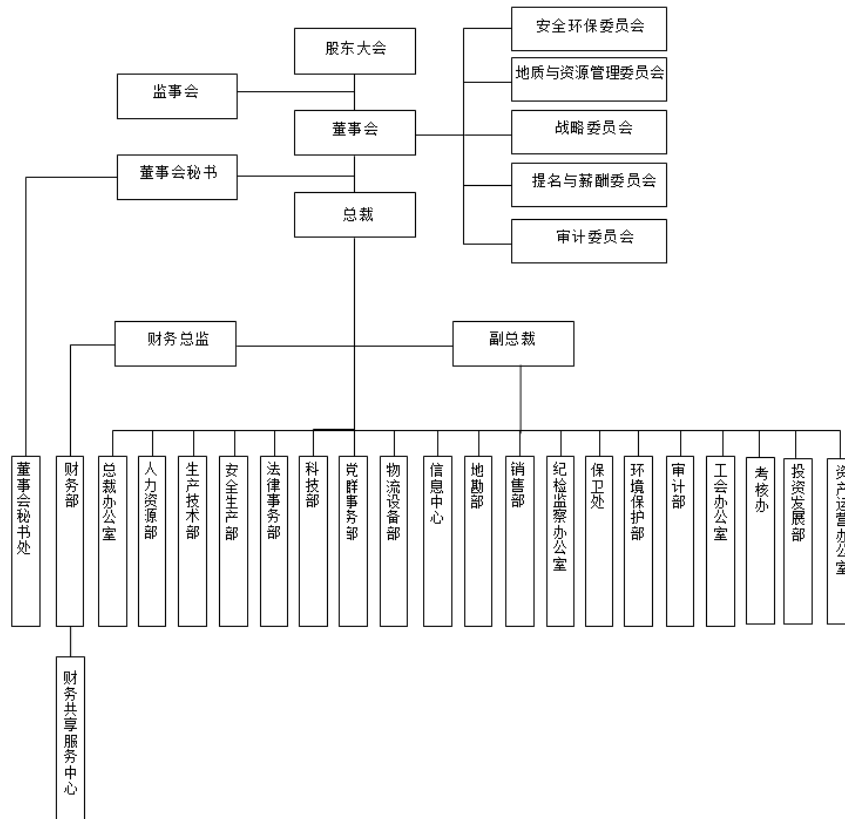 安全环保委员会
股东大会
地质与资源管理委员会
监事会
董事会
战略委员会
董事会秘书
提名与薪酬委员会
总裁
审计委员会
财务总监
副总裁
董事会秘书处
财务部
总裁办公室
人力资源部
生产技术部
安全生产部
法律事务部
科技部
党群事务部
物流设备部
信息中心
地勘部
销售部
纪检监察办公室
保卫处
环境保护部
审计部
工会办公室
考核办
投资发展部
资产运营办公室
财务共享服务中心